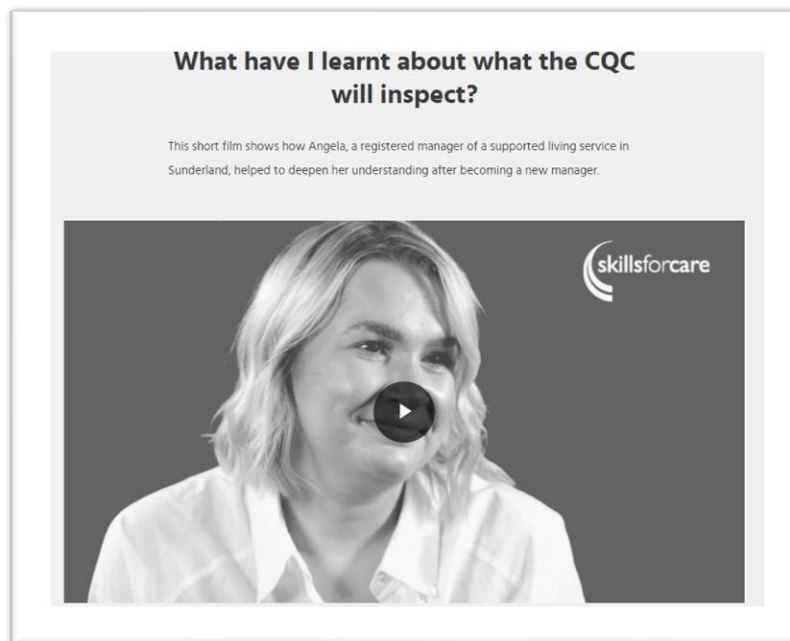 What have I learnt about what the CQC
will inspect?
This short film shows how Angela, a registered manager of a supported living service in
Sunderland, helped to deepen her understanding after becoming a new manager.
skillsforcare